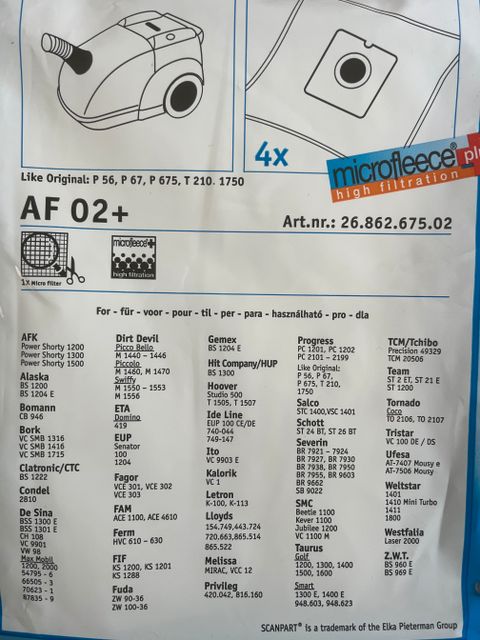 4x
microfleece® plu
high filtration
Like Original: P 56, P 67, P 675, T 210. 1750
AF 02+
Art.nr.: 26.862.675.02
1x Micro filter
microfleece+
high filtration
For - für - voor - pour - til - per - para - használható - pro - dla
AFK
Power Shorty 1200
Power Shorty 1300
Power Shorty 1500
Alaska
BS 1200
BS 1204 E
Bomann
CB 946
Bork
VC SMB 1316
VC SMB 1416
VC SMB 1715
Clatronic/CTC
BS 1222
Condel
2810
De Sina
BSS 1300 E
BSS 1301 E
CH 108
VC 9901
VW 98
Max Mobil
1200, 2000
54795 - 6
66505 - 3
70623 - 1
87835 - 9
Dirt Devil
Picco Bello
M 1440 - 1446
Piccolo
M 1460, M 1470
Swiffy
M 1550 - 1553
M 1556
ETA
Domino
419
EUP
Senator
100
1204
Fagor
VCE 301, VCE 302
VCE 303
FAM
ACE 1100, ACE 4610
Ferm
HVC 610 - 630
FIF
KS 1200, KS 1201
KS 1288
Fuda
ZW 90-36
ZW 100-36
Gemex
BS 1204 E
Hit Company/HUP
BS 1300
Hoover
Studio 500
T 1505, T 1507
Ide Line
EUP 100 CE/DE
740-044
749-147
Ito
VC 9903 E
Kalorik
VC 1
Letron
K-100, K-113
Lloyds
154,749,443.724
720.663,865.514
865.522
Melissa
MIRAC, VCC 12
Privileg
420.042, 816.160
Progress
PC 1201, PC 1202
PC 2101 - 2199
Like Original:
P 56, P 67,
P 675, T 210,
1750
Salco
STC 1400,VSC 1401
Schott
ST 24 BT, ST 26 BT
Severin
BR 7921 - 7924
BR 7927, BR 7930
BR 7938, BR 7950
BR 7955, BR 9603
BR 9662
SB 9022
SMC
Beetle 1100
Kever 1100
Jubilee 1200
VC 1100 M
Taurus
Golf
1200, 1300, 1400
1500, 1600
Smart
1300 E, 1400 E
948.603, 948.623
TCM/Tchibo
Precision 49329
TCM 20506
Team
ST 2 ET, ST 21 E
ST 1200
Tornado
Coco
TO 2106, TO 2107
Tristar
VC 100 DE / DS
Ufesa
AT-7407 Mousy e
AT-7506 Mousy
Weltstar
1401
1410 Mini Turbo
1411
1800
Westfalia
Laser 2000
Z.W.T.
BS 960 E
BS 969 E
SCANPART® is a trademark of the Elka Pieterman Group